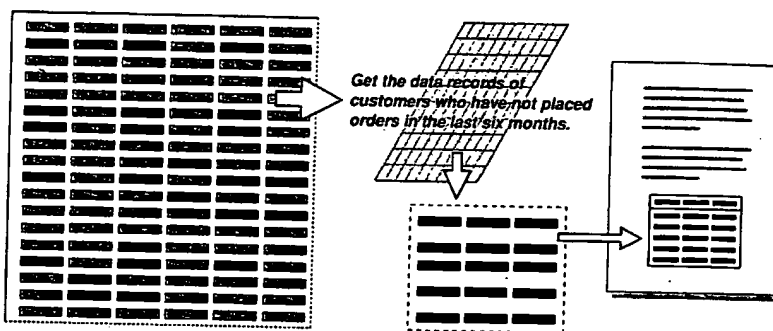 Get the data records of
customers who have not placed
orders in the last six months.